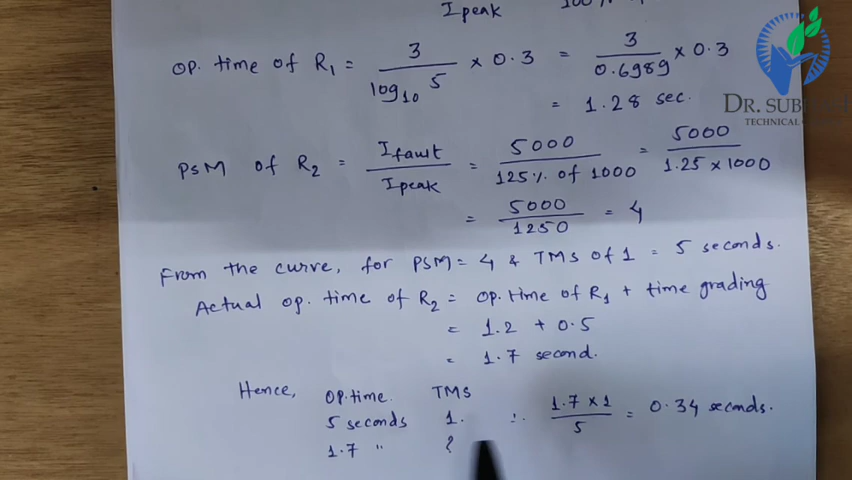 I peak
100%
op. time of R1 = 3 / log10 5 × 0.3 = 3 / 0.6989 × 0.3
= 1.28 sec.
DR. SUB
TECHNICAL
PSM of R2 = Ifault / Ipeak = 5000 / 125% of 1000 = 5000 / 1.25 × 1000
= 5000 / 1250 = 4
From the curve, for PSM = 4 & TMS of 1 = 5 seconds.
Actual op. time of R2 = op. time of R1 + time grading
= 1.2 + 0.5
= 1.7 second.
Hence, op. time. TMS
5 seconds 1. ∴ 1.7 × 1 / 5 = 0.34 seconds.
1.7 " ?